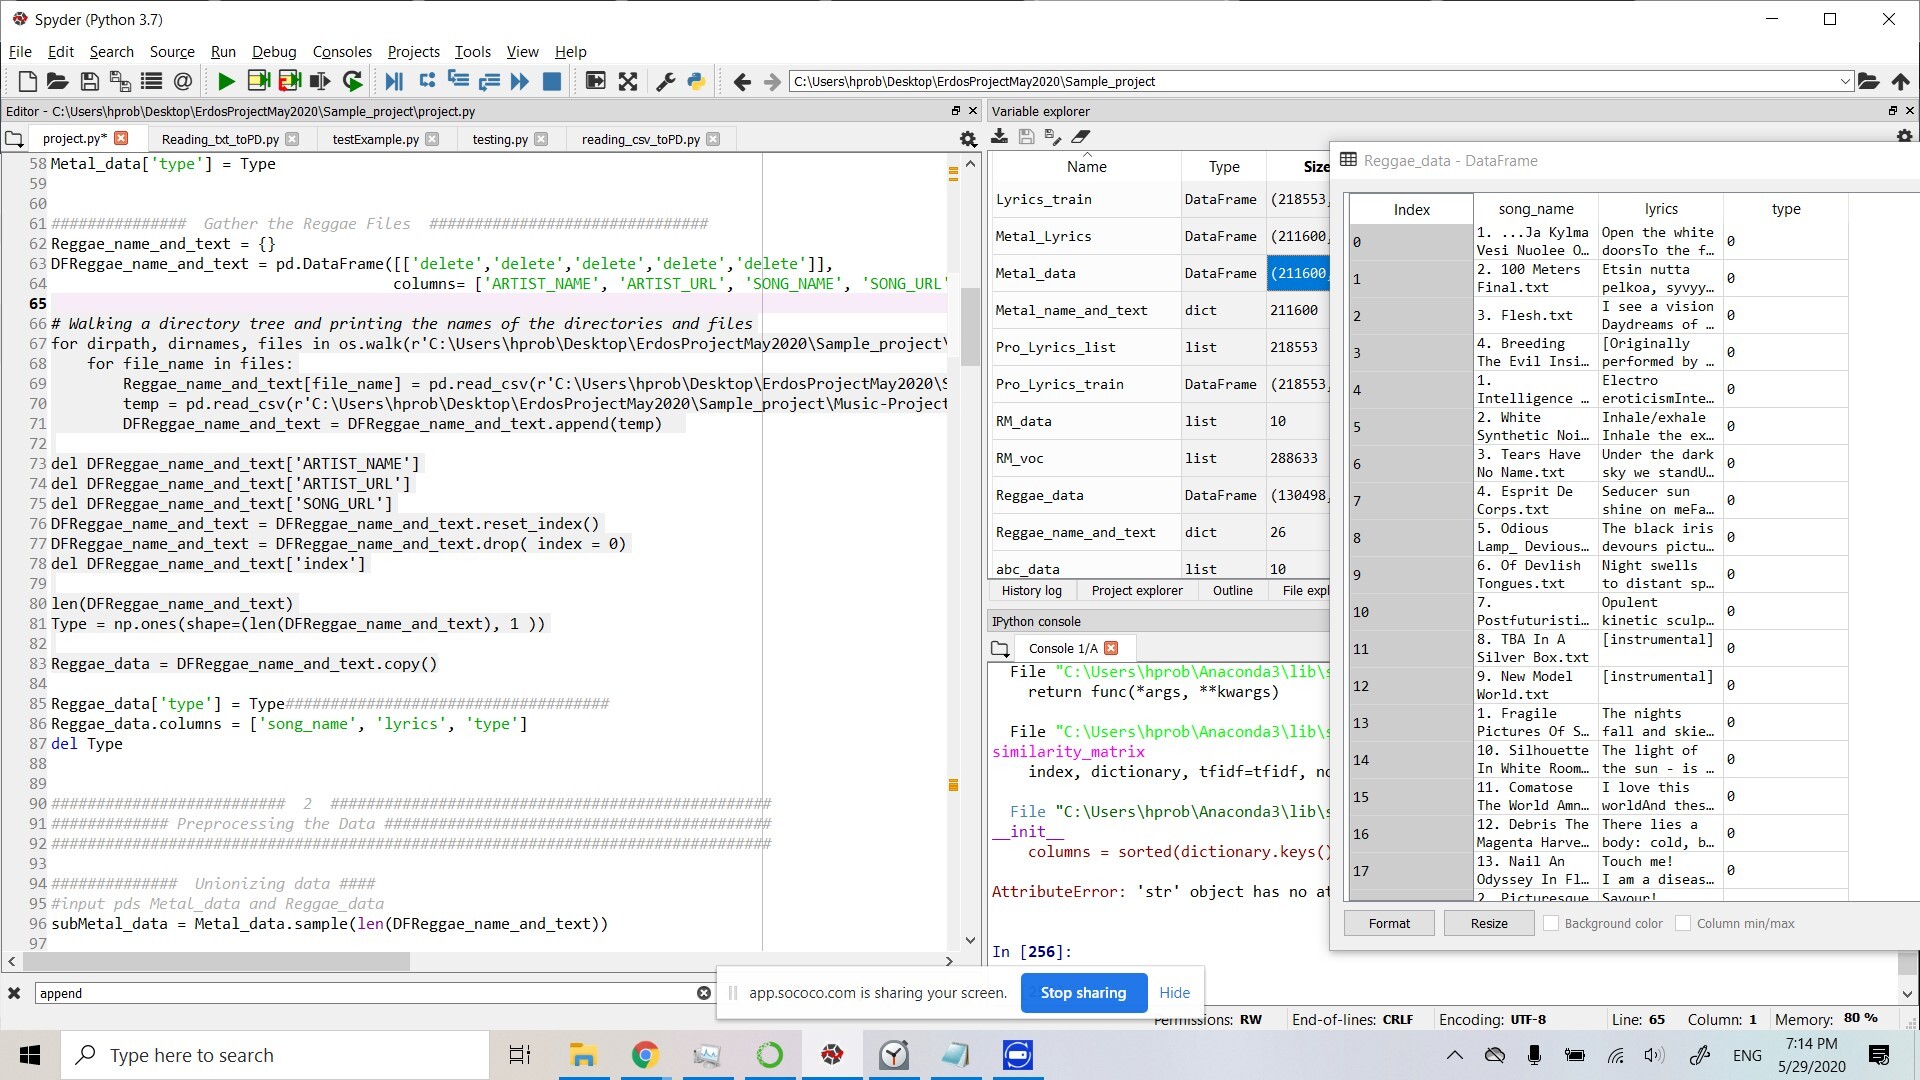 Spyder (Python 3.7)
File Edit Search Source Run Debug Consoles Projects Tools View Help
C:\Users\hprob\Desktop\ErdosProjectMay2020\Sample_project
Editor - C:\Users\hprob\Desktop\ErdosProjectMay2020\Sample_project\project.py
project.py* Reading_txt_toPD.py testExample.py testing.py reading_csv_toPD.py
58 Metal_data['type'] = Type
59
60
61 ############### Gather the Reggae Files ###############################
62 Reggae_name_and_text = {}
63 DFReggae_name_and_text = pd.DataFrame([['delete','delete','delete','delete','delete']],
64 columns= ['ARTIST_NAME', 'ARTIST_URL', 'SONG_NAME', 'SONG_URL'
65
66 # Walking a directory tree and printing the names of the directories and files
67 for dirpath, dirnames, files in os.walk(r'C:\Users\hprob\Desktop\ErdosProjectMay2020\Sample_project\
68 for file_name in files:
69 Reggae_name_and_text[file_name] = pd.read_csv(r'C:\Users\hprob\Desktop\ErdosProjectMay2020\S
70 temp = pd.read_csv(r'C:\Users\hprob\Desktop\ErdosProjectMay2020\Sample_project\Music-Project
71 DFReggae_name_and_text = DFReggae_name_and_text.append(temp)
72
73 del DFReggae_name_and_text['ARTIST_NAME']
74 del DFReggae_name_and_text['ARTIST_URL']
75 del DFReggae_name_and_text['SONG_URL']
76 DFReggae_name_and_text = DFReggae_name_and_text.reset_index()
77 DFReggae_name_and_text = DFReggae_name_and_text.drop( index = 0)
78 del DFReggae_name_and_text['index']
79
80 len(DFReggae_name_and_text)
81 Type = np.ones(shape=(len(DFReggae_name_and_text), 1 ))
82
83 Reggae_data = DFReggae_name_and_text.copy()
84
85 Reggae_data['type'] = Type####################################
86 Reggae_data.columns = ['song_name', 'lyrics', 'type']
87 del Type
88
89
90 ########################## 2 #################################################
91 ############# Preprocessing the Data ###########################################
92 ################################################################################
93
94 ############## Unionizing data ####
95 #input pds Metal_data and Reggae_data
96 subMetal_data = Metal_data.sample(len(DFReggae_name_and_text))
97
append
Variable explorer
Name Type Size
Lyrics_train DataFrame (218553,
Metal_Lyrics DataFrame (211600,
Metal_data DataFrame (211600,
Metal_name_and_text dict 211600
Pro_Lyrics_list list 218553
Pro_Lyrics_train DataFrame (218553,
RM_data list 10
RM_voc list 288633
Reggae_data DataFrame (130498,
Reggae_name_and_text dict 26
abc_data list 10
History log Project explorer Outline File expl
IPython console
Console 1/A
File "C:\Users\hprob\Anaconda3\lib\s
return func(*args, **kwargs)
File "C:\Users\hprob\Anaconda3\lib\s
similarity_matrix
index, dictionary, tfidf=tfidf, no
File "C:\Users\hprob\Anaconda3\lib\s
__init__
columns = sorted(dictionary.keys()
AttributeError: 'str' object has no at
In [256]:
Reggae_data - DataFrame
Index song_name lyrics type
0 1. ...Ja Kylma Open the white 0
Vesi Nuolee O… doorsTo the f…
1 2. 100 Meters Etsin nutta 0
Final.txt pelkoa, syvyy…
2 3. Flesh.txt I see a vision 0
Daydreams of …
3 4. Breeding [Originally 0
The Evil Insi… performed by …
4 1. Electro 0
Intelligence … eroticismInte…
5 2. White Inhale/exhale 0
Synthetic Noi… Inhale the ex…
6 3. Tears Have Under the dark 0
No Name.txt sky we standU…
7 4. Esprit De Seducer sun 0
Corps.txt shine on meFa…
8 5. Odious The black iris 0
Lamp_ Devious… devours pictu…
9 6. Of Devlish Night swells 0
Tongues.txt to distant sp…
10 7. Opulent 0
Postfuturisti… kinetic sculp…
11 8. TBA In A [instrumental] 0
Silver Box.txt
12 9. New Model [instrumental] 0
World.txt
13 1. Fragile The nights 0
Pictures Of S… fall and skie…
14 10. Silhouette The light of 0
In White Room… the sun - is …
15 11. Comatose I love this 0
The World Amn… worldAnd thes…
16 12. Debris The There lies a 0
Magenta Harve… body: cold, b…
17 13. Nail An Touch me! 0
Odyssey In Fl… I am a diseas…
2. Picturesque Savour!
Format Resize Background color Column min/max
app.sococo.com is sharing your screen. Stop sharing Hide
Permissions: RW End-of-lines: CRLF Encoding: UTF-8 Line: 65 Column: 1 Memory: 80 %
Type here to search
ENG
7:14 PM
5/29/2020